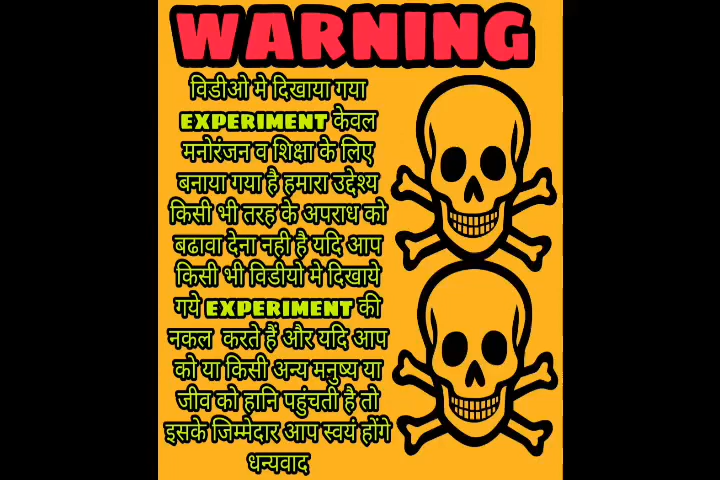 WARNING
विडीओ मे दिखाया गया
EXPERIMENT केवल
मनोरंजन व शिक्षा के लिए
बनाया गया है हमारा उद्देश्य
किसी भी तरह के अपराध को
बढावा देना नही है यदि आप
किसी भी विडीयो मे दिखाये
गये EXPERIMENT की
नकल करते हैं और यदि आप
को या किसी अन्य मनुष्य या
जीव को हानि पहुंचती है तो
इसके जिम्मेदार आप स्वयं होंगे
धन्यवाद